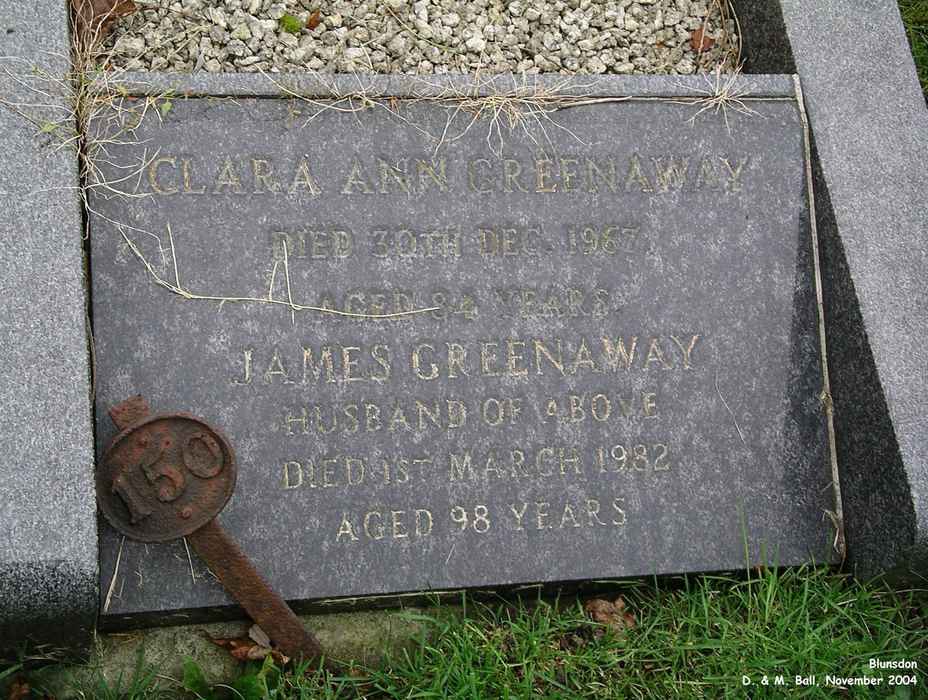 CLARA ANN GREENAWAY
DIED 30TH DEC. 1967
AGED 84 YEARS
JAMES GREENAWAY
HUSBAND OF ABOVE
DIED 1ST MARCH 1982
AGED 98 YEARS
150
Blunsdon
D. & M. Ball, November 2004